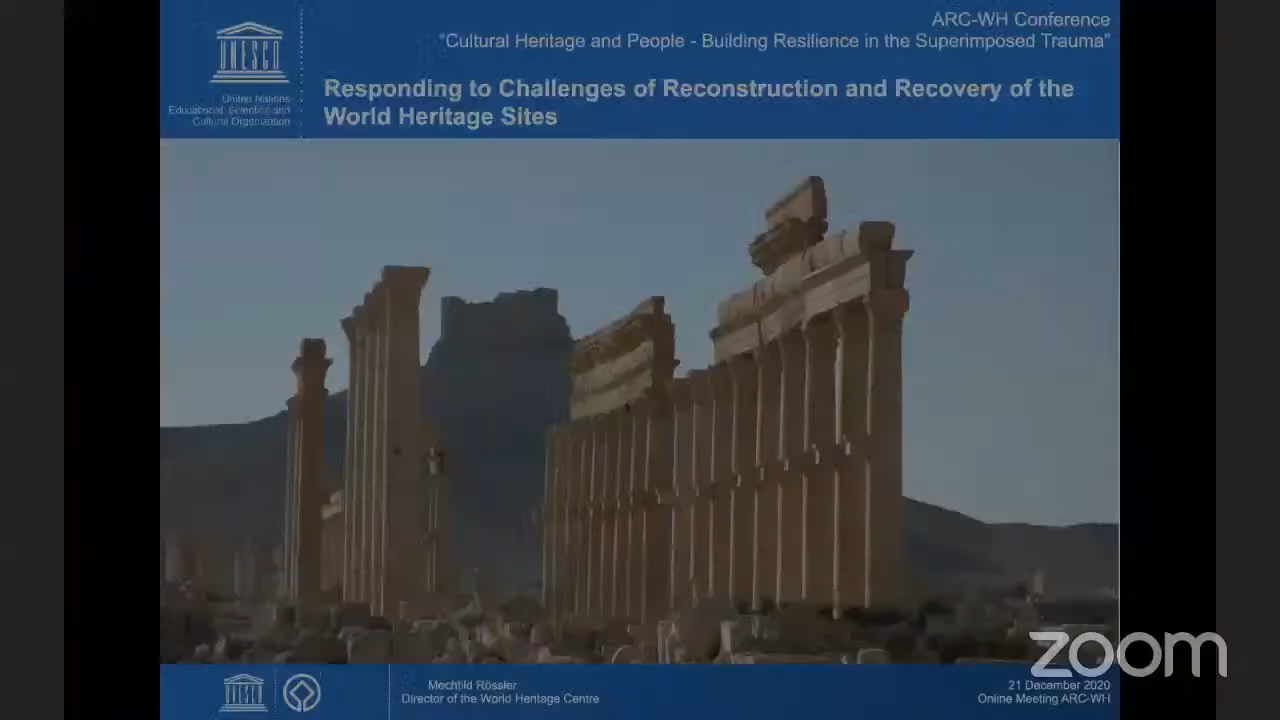 ARC-WH Conference
"Cultural Heritage and People - Building Resilience in the Superimposed Trauma"
UNESCO
Responding to Challenges of Reconstruction and Recovery of the
World Heritage Sites
United Nations
Educational, Scientific and
Cultural Organization
Mechtild Rössler
Director of the World Heritage Centre
21 December 2020
Online Meeting ARC-WH
zoom